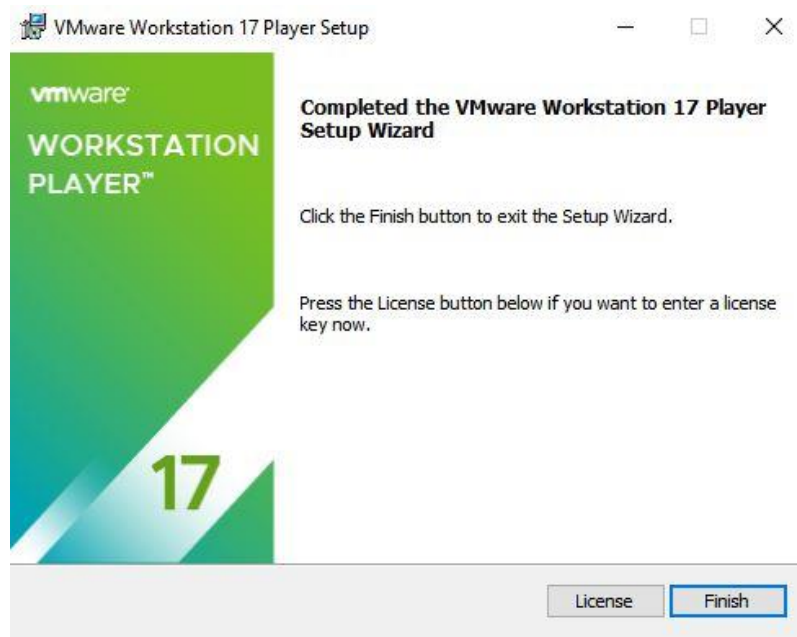 VMware Workstation 17 Player Setup
vmware
WORKSTATION
PLAYER™
17
Completed the VMware Workstation 17 Player
Setup Wizard
Click the Finish button to exit the Setup Wizard.
Press the License button below if you want to enter a license
key now.
License
Finish